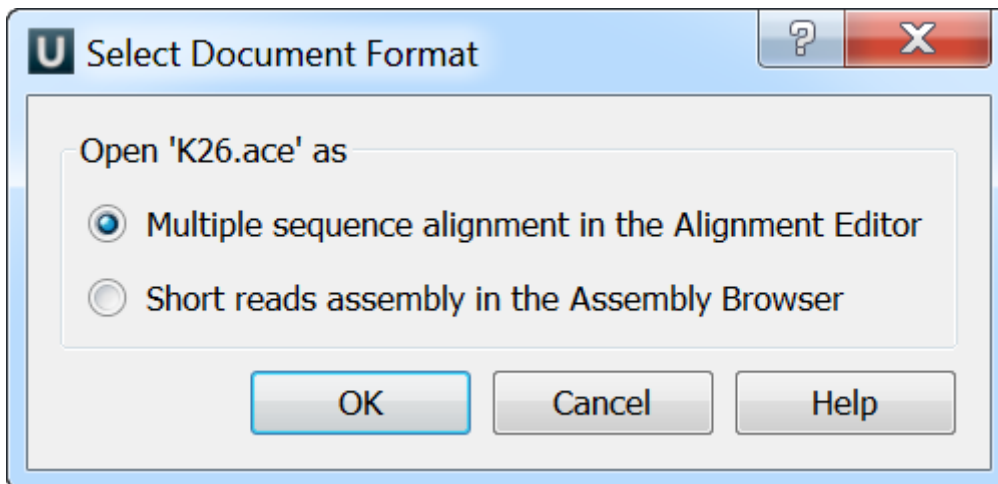 U Select Document Format ?
Open 'K26.ace' as
Multiple sequence alignment in the Alignment Editor
Short reads assembly in the Assembly Browser
OK Cancel Help